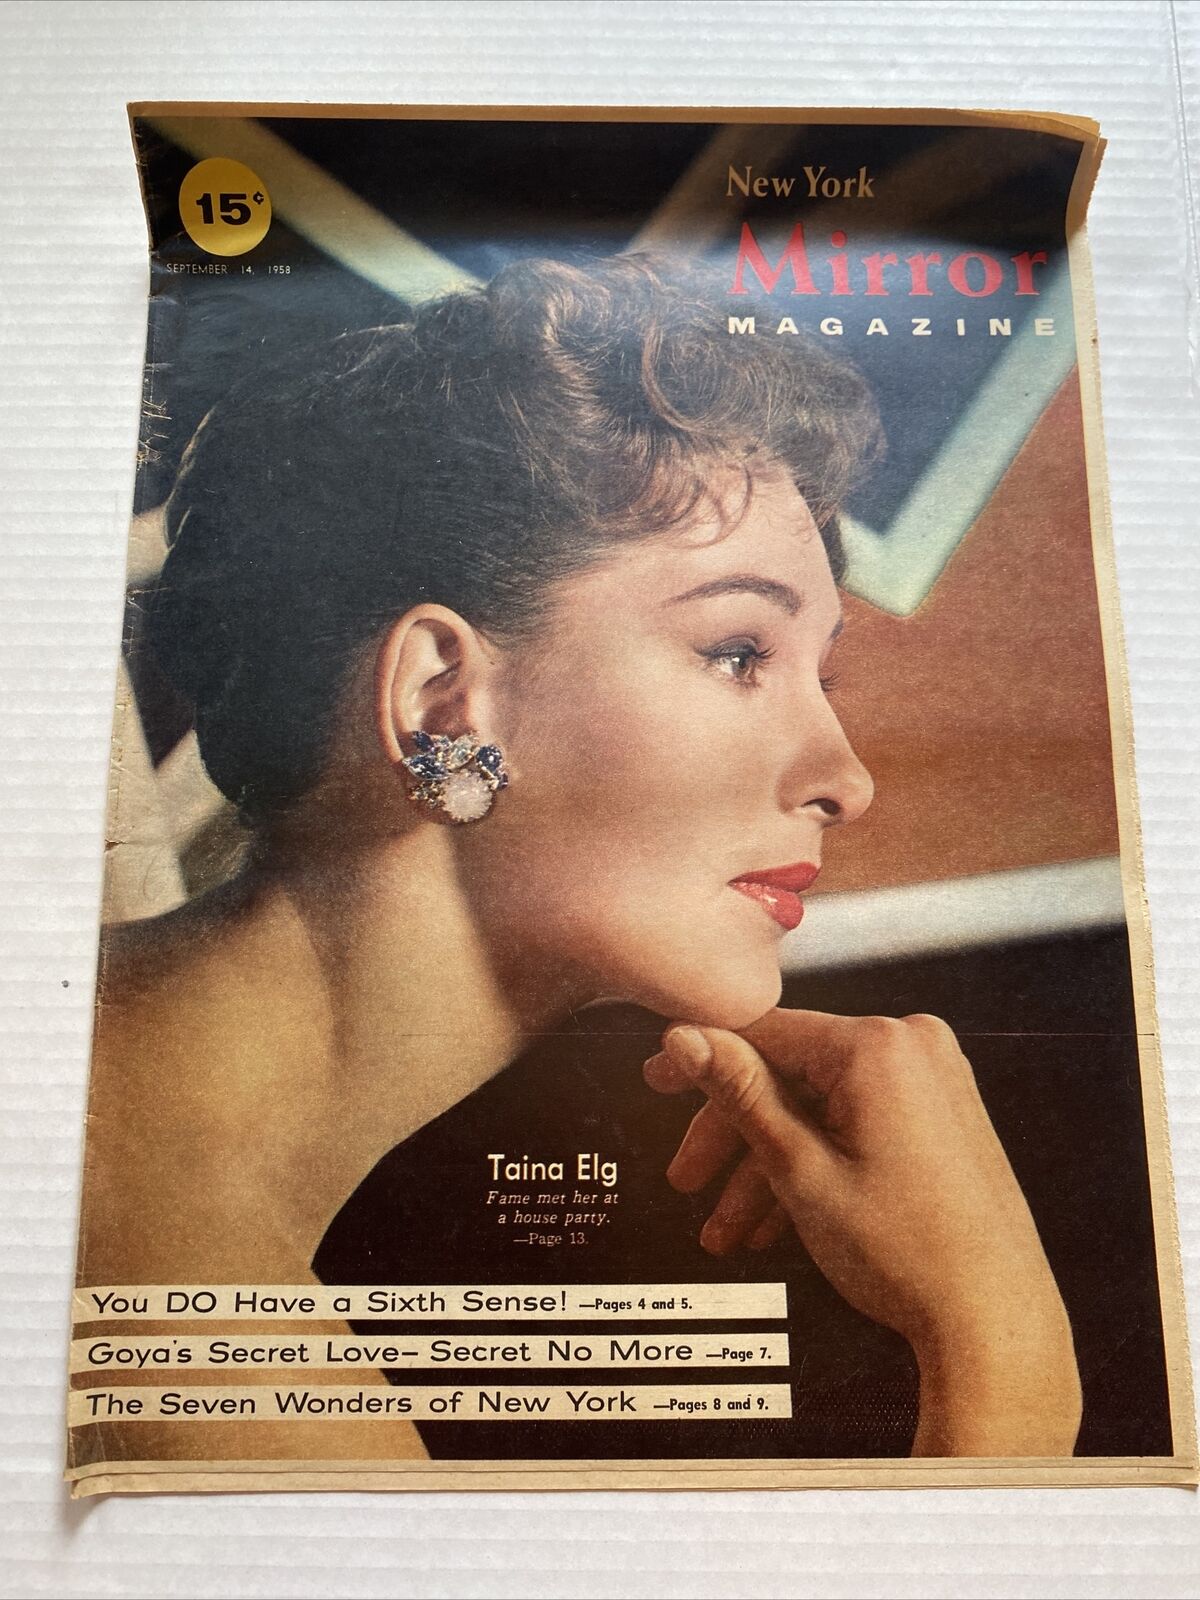 15¢
SEPTEMBER 14, 1958
New York
Mirror
MAGAZINE
Taina Elg
Fame met her at
a house party.
—Page 13.
You DO Have a Sixth Sense! —Pages 4 and 5.
Goya's Secret Love— Secret No More —Page 7.
The Seven Wonders of New York —Pages 8 and 9.